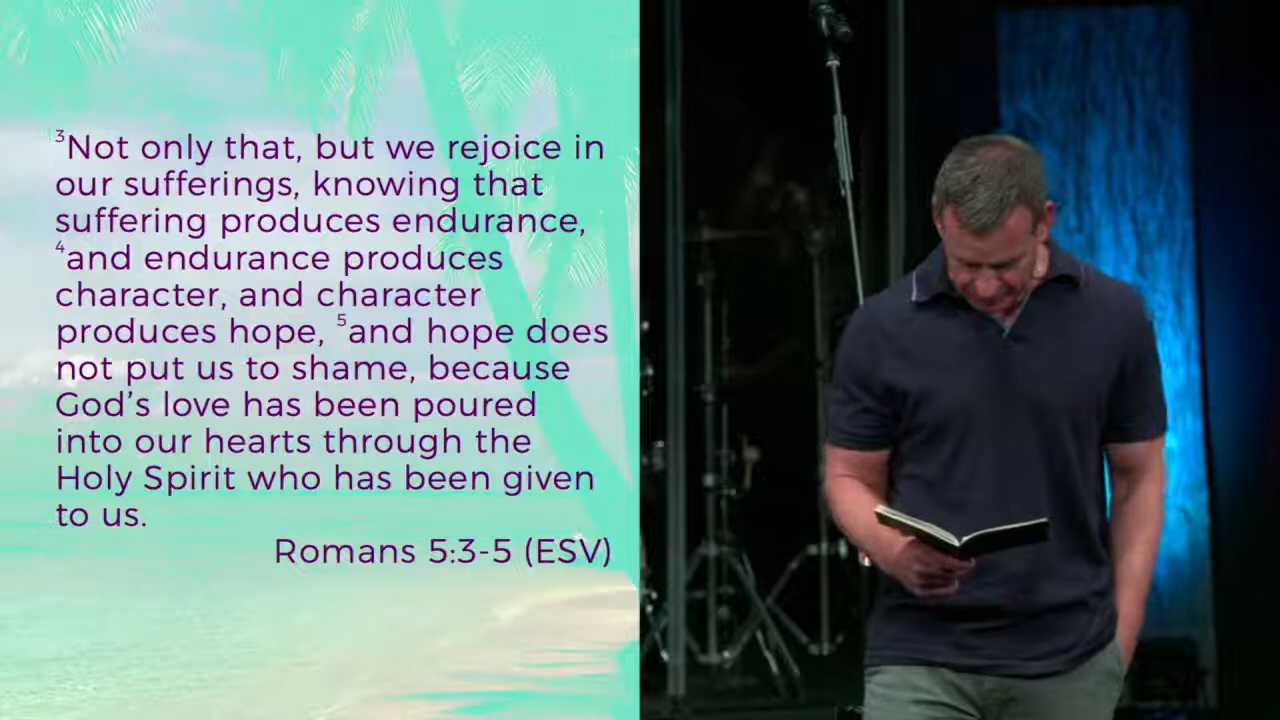 ³Not only that, but we rejoice in
our sufferings, knowing that
suffering produces endurance,
⁴and endurance produces
character, and character
produces hope, ⁵and hope does
not put us to shame, because
God’s love has been poured
into our hearts through the
Holy Spirit who has been given
to us.
Romans 5:3-5 (ESV)